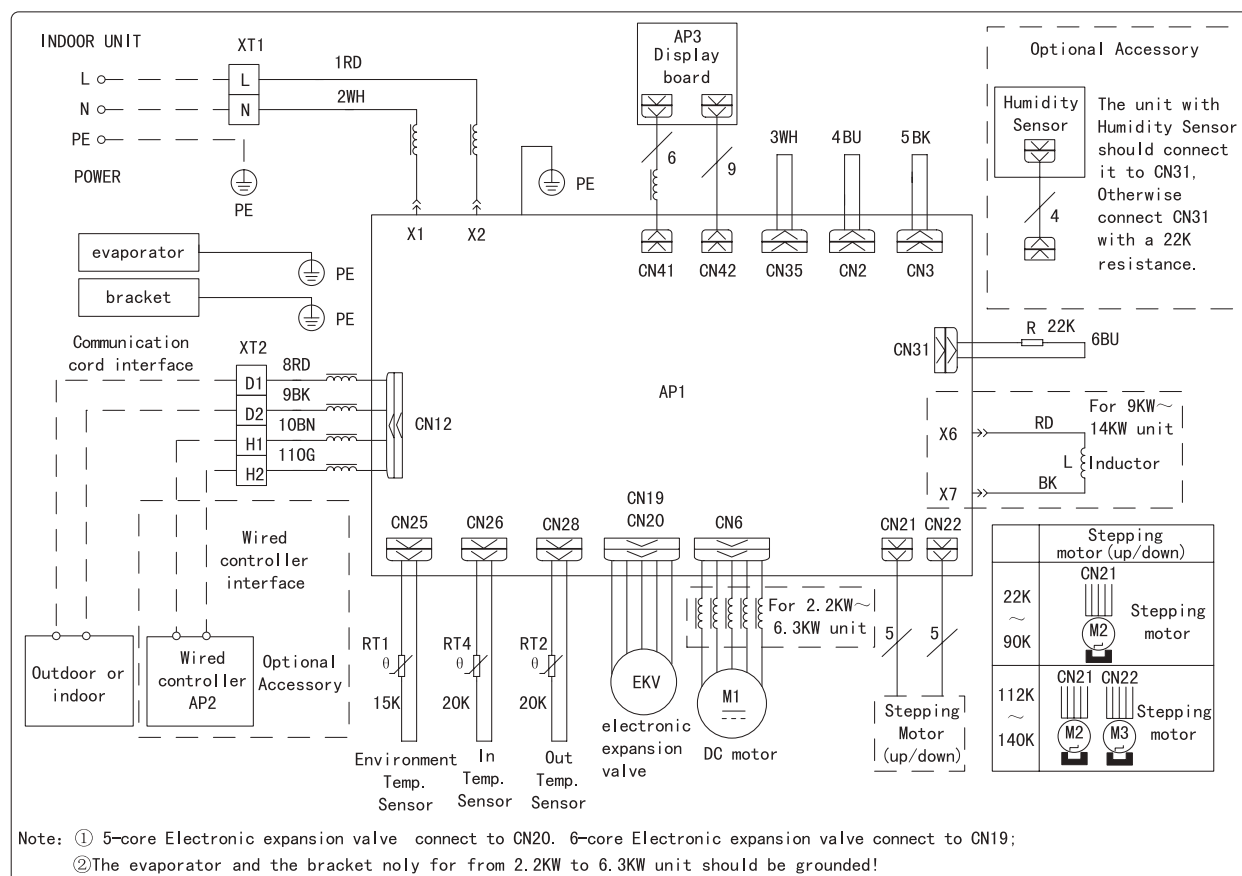 INDOOR UNIT
XT1
L
L
1RD
N
N
2WH
PE
POWER
PE
X1
X2
PE
AP3
Display
board
6
9
3WH
4BU
5BK
CN41
CN42
CN35
CN2
CN3
Optional Accessory
Humidity
Sensor
4
The unit with
Humidity Sensor
should connect
it to CN31,
Otherwise
connect CN31
with a 22K
resistance.
evaporator
PE
bracket
PE
Communication
cord interface
XT2
D1
8RD
D2
9BK
H1
10BN
H2
11OG
CN12
AP1
CN31
R
22K
6BU
For 9KW～
14KW unit
X6
RD
L
Inductor
X7
BK
Wired
controller
interface
Outdoor or
indoor
Wired
controller
AP2
Optional
Accessory
CN25
CN26
CN28
CN19
CN20
CN6
CN21
CN22
RT1
θ
15K
RT4
θ
20K
RT2
θ
20K
Environment
Temp.
Sensor
In
Temp.
Sensor
Out
Temp.
Sensor
EKV
electronic
expansion
valve
For 2.2KW～
6.3KW unit
M1
DC motor
5
5
Stepping
Motor
(up/down)
Stepping
motor(up/down)
22K
～
90K
CN21
M2
Stepping
motor
112K
～
140K
CN21
CN22
M2
M3
Stepping
motor
Note: ① 5-core Electronic expansion valve connect to CN20. 6-core Electronic expansion valve connect to CN19;
②The evaporator and the bracket noly for from 2.2KW to 6.3KW unit should be grounded!